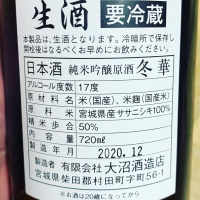 生酒 要冷蔵
本製品は、生酒となります。冷暗所で保存し
開栓後はなるべくお早めにお飲みください。
日本酒 純米吟醸原酒 冬華
アルコール度数 17度
原材料 米(国産)、米麹(国産米)
原料米 宮城県産ササニシキ100%
精米歩合 50%
内容量 720ml
製造年月 2020.12
製造者 有限会社 大沼酒造店
宮城県柴田郡村田町字町56-1
※お酒は20歳になってから